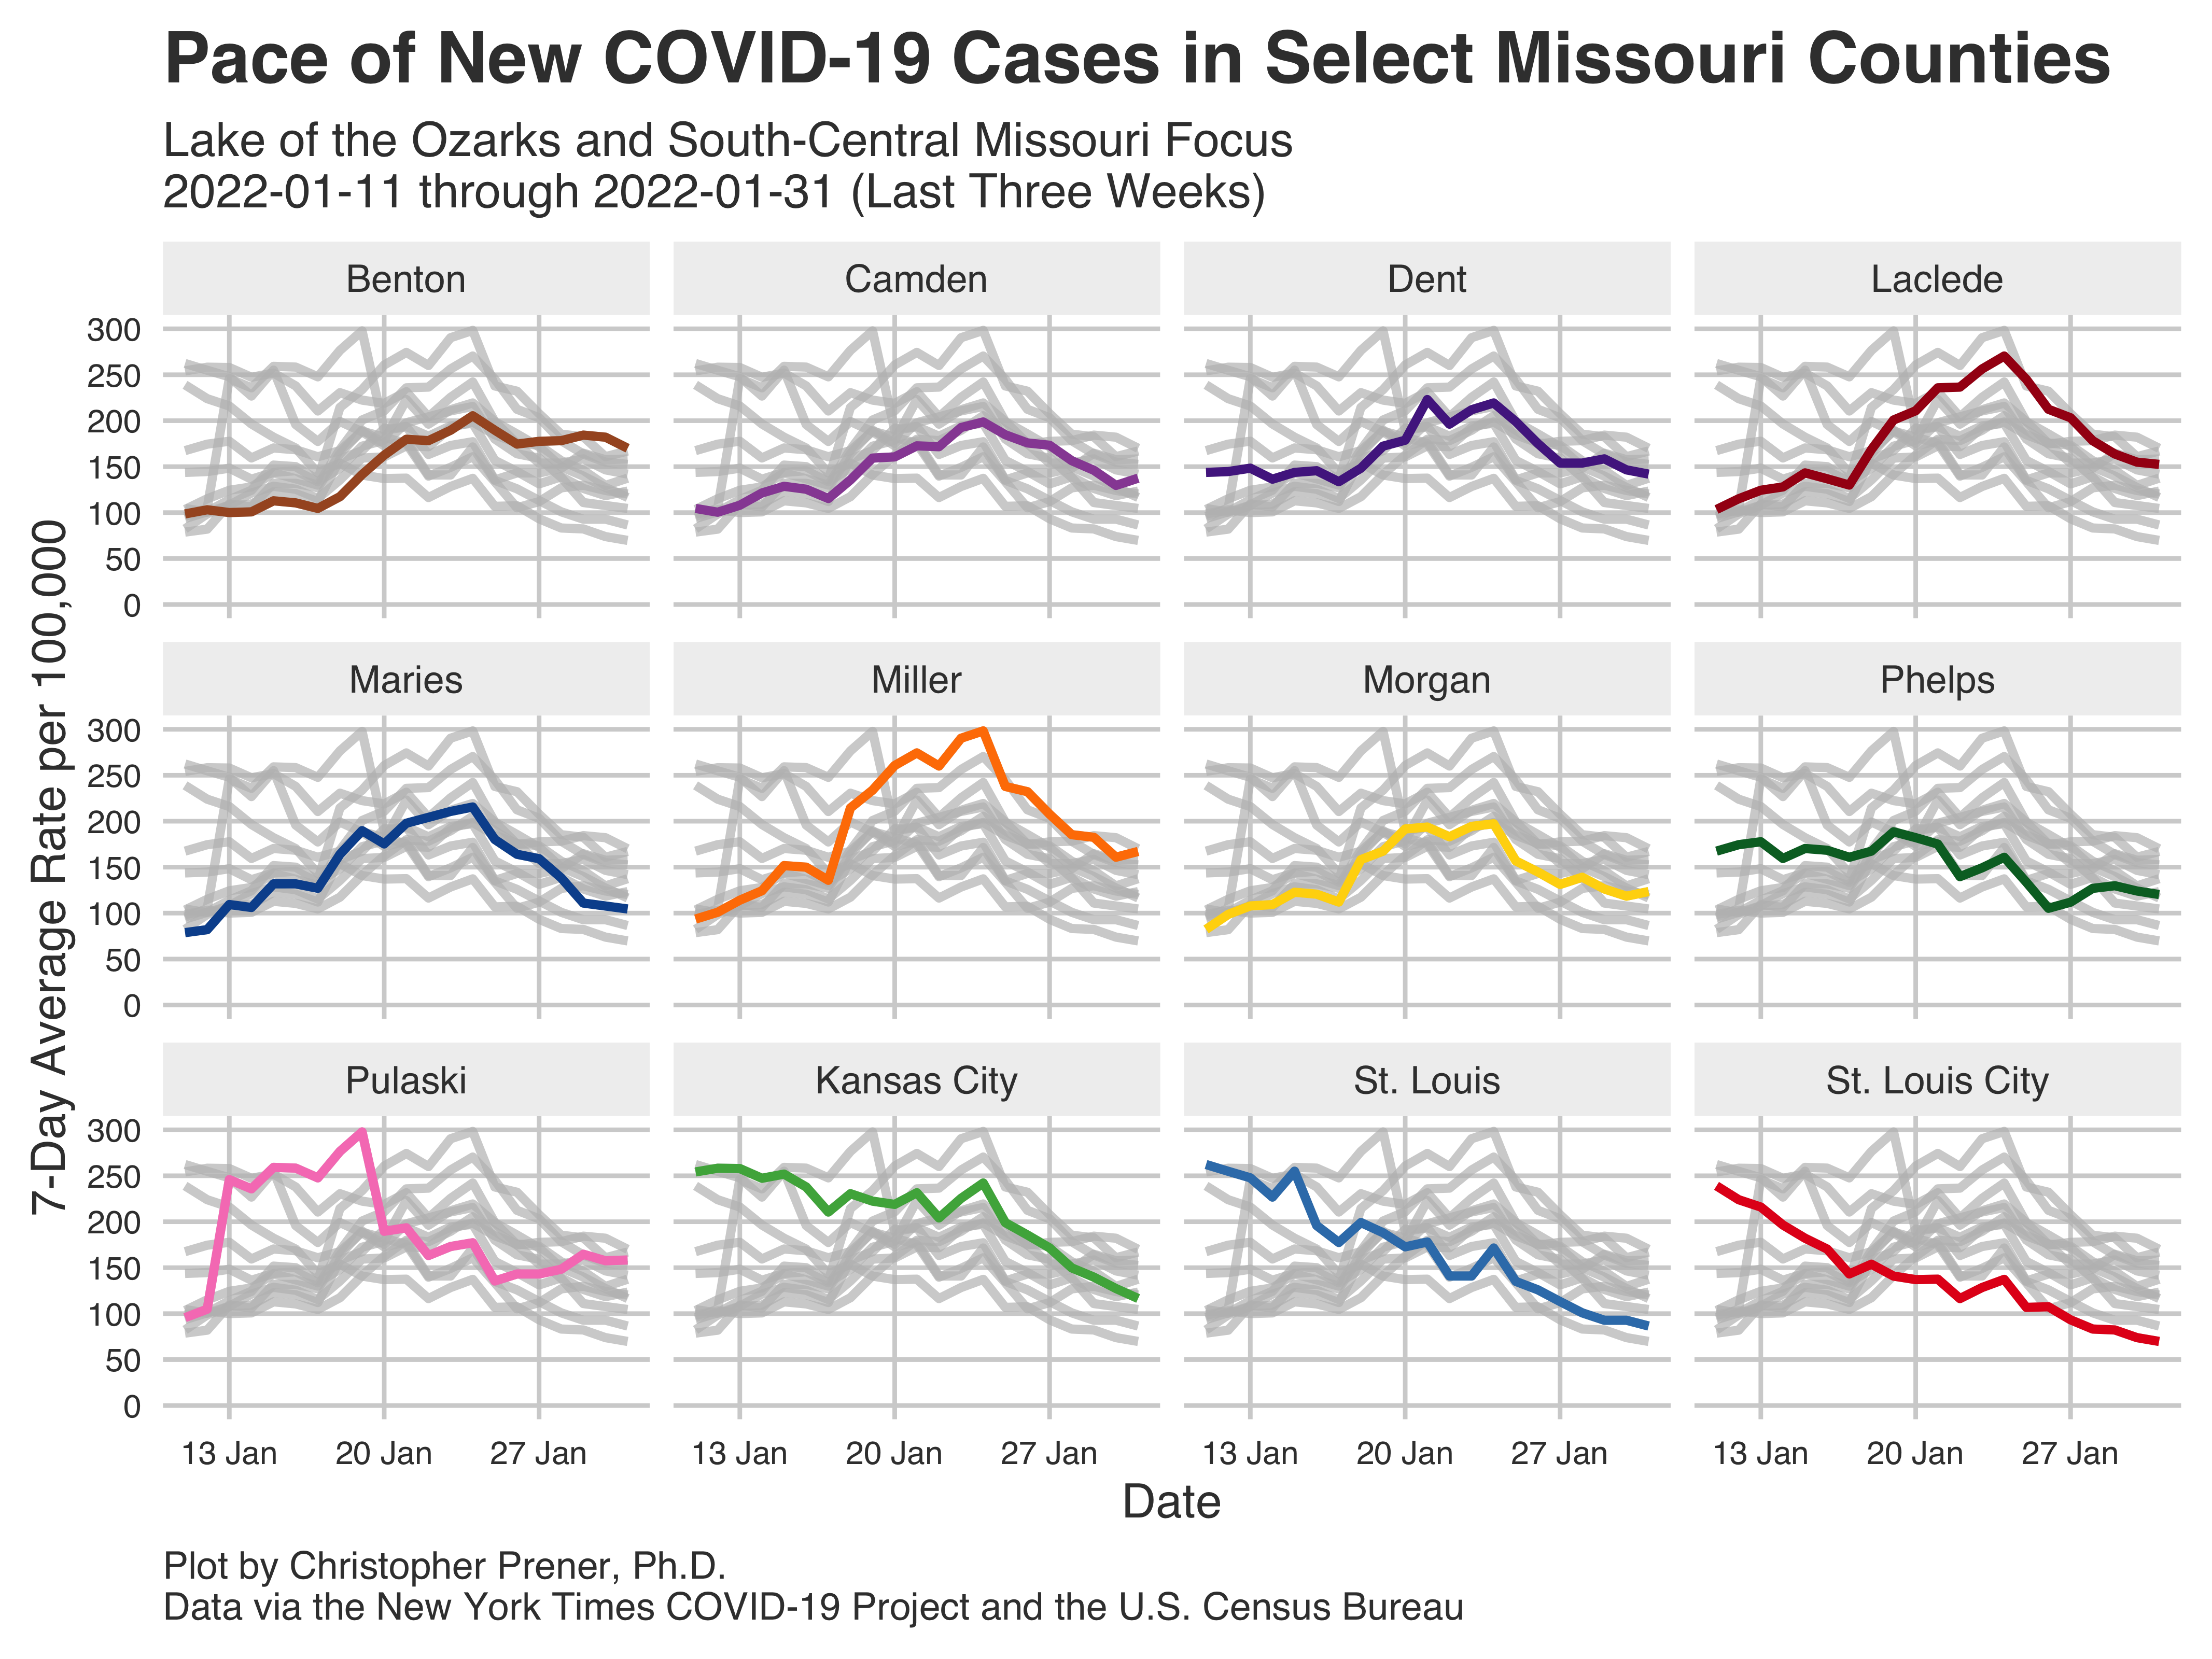 Pace of New COVID-19 Cases in Select Missouri Counties
Lake of the Ozarks and South-Central Missouri Focus
2022-01-11 through 2022-01-31 (Last Three Weeks)
7-Day Average Rate per 100,000
Benton
Camden
Dent
Laclede
300
250
200
150
100
50
0
Maries
Miller
Morgan
Phelps
300
250
200
150
100
50
0
Pulaski
Kansas City
St. Louis
St. Louis City
300
250
200
150
100
50
0
13 Jan 20 Jan 27 Jan
13 Jan 20 Jan 27 Jan
13 Jan 20 Jan 27 Jan
13 Jan 20 Jan 27 Jan
Date
Plot by Christopher Prener, Ph.D.
Data via the New York Times COVID-19 Project and the U.S. Census Bureau